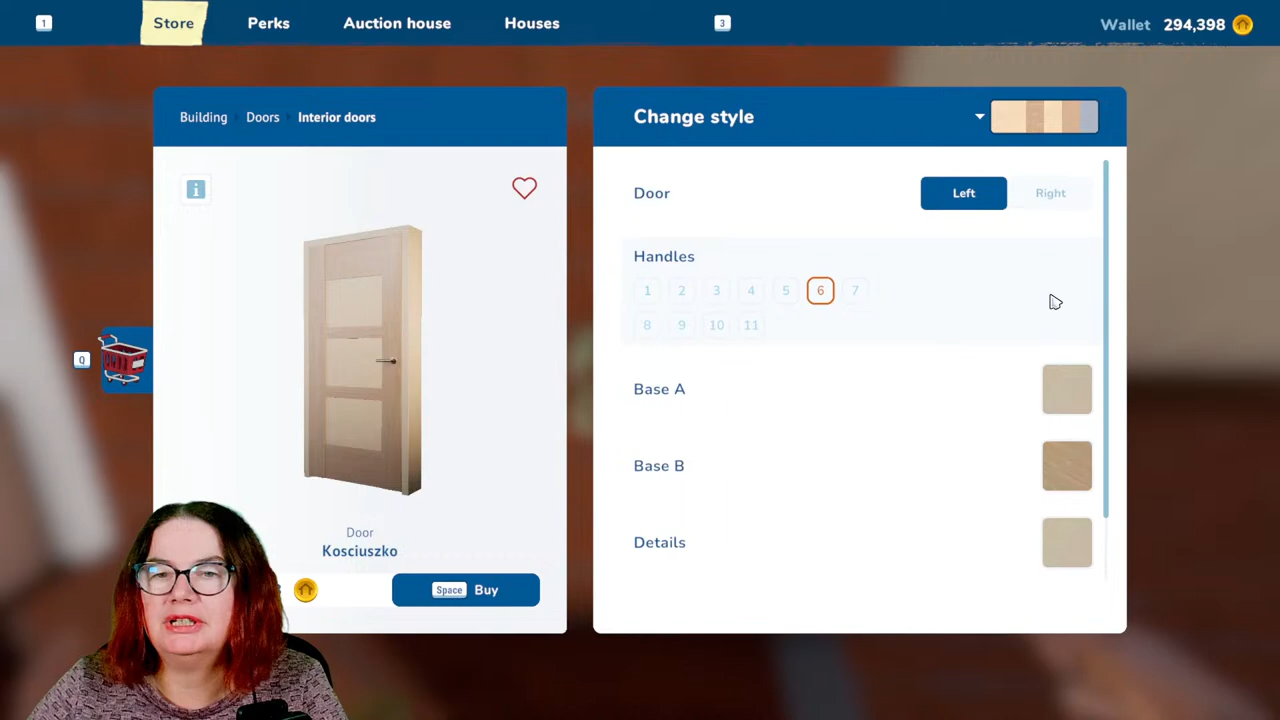 1
Store
Perks
Auction house
Houses
3
Wallet 294,398
Building Doors Interior doors
Change style
i
Door
Left
Right
Handles
1 2 3 4 5 6 7
8 9 10 11
Q
Base A
Base B
Details
Door
Kosciuszko
Space Buy